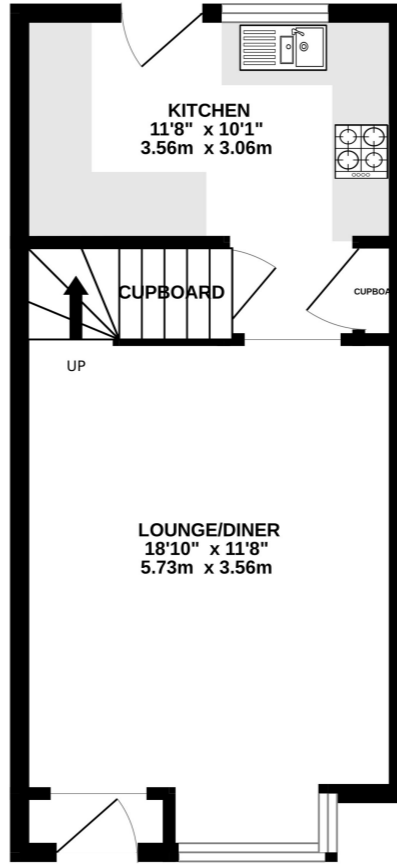 KITCHEN
11'8" x 10'1"
3.56m x 3.06m
CUPBOARD
CUPBOA
UP
LOUNGE/DINER
18'10" x 11'8"
5.73m x 3.56m